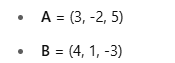 • A = (3, -2, 5)
• B = (4, 1, -3)